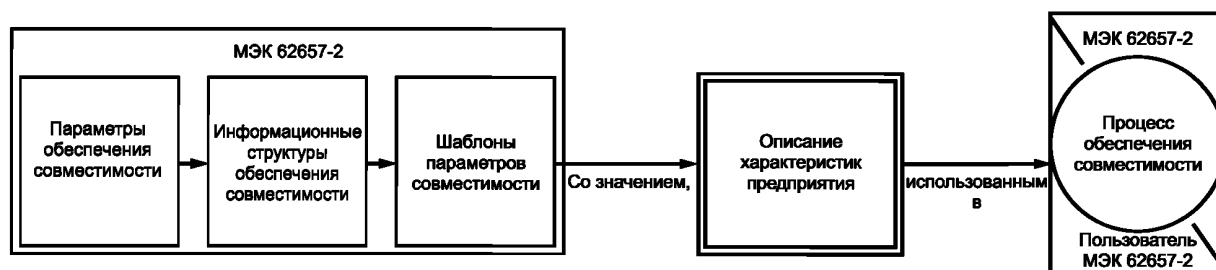 МЭК 62657-2
Параметры
обеспечения
совместимости
Информационные
структуры
обеспечения
совместимости
Шаблоны
параметров
совместимости
Со значением,
Описание
характеристик
предприятия
использованным
в
МЭК 62657-2
Процесс
обеспечения
совместимости
Пользователь
МЭК 62657-2